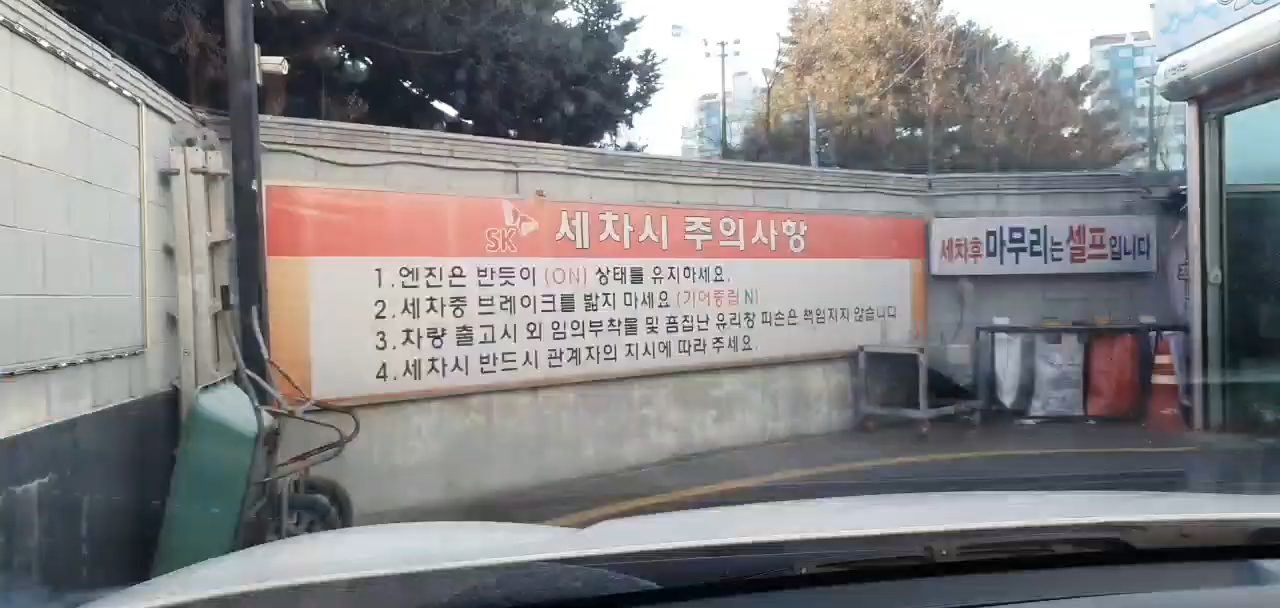 SK 세차시 주의사항
1. 엔진은 반듯이 (ON) 상태를 유지하세요.
2. 세차중 브레이크를 밟지 마세요 (기어중립 N)
3. 차량 출고시 외 임의부착물 및 흠집난 유리창 파손은 책임지지 않습니다
4. 세차시 반드시 관계자의 지시에 따라 주세요.
세차후 마무리는 셀프입니다